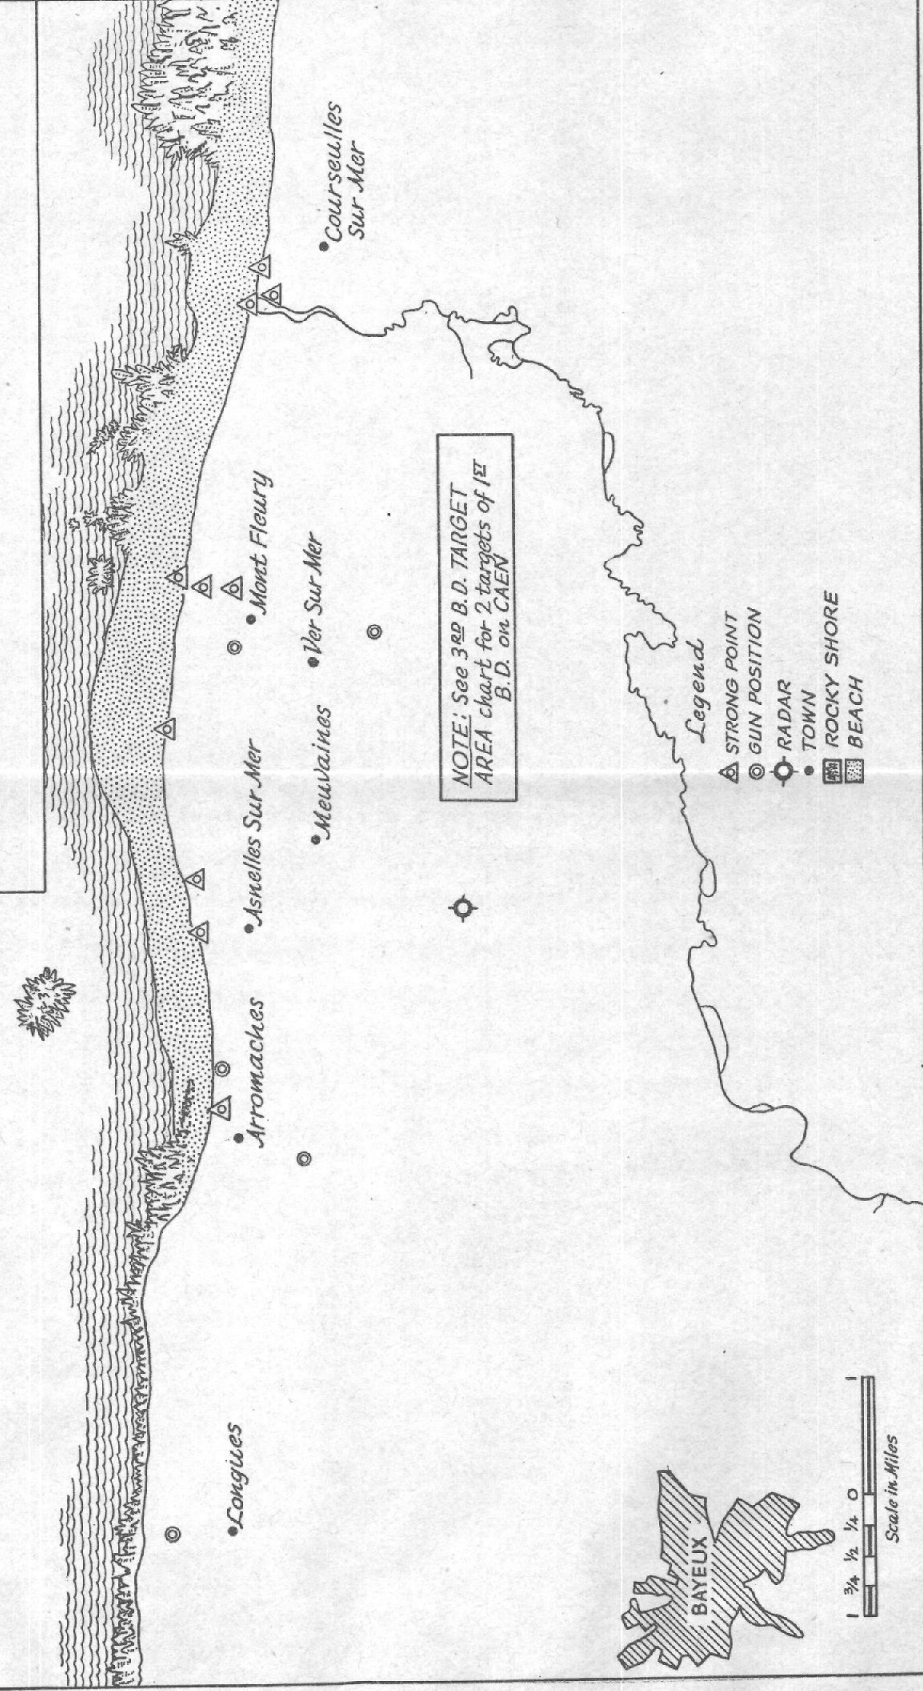 Courseulles
Sur Mer
Mont Fleury
Ver Sur Mer
Meuvaines
Asnelles Sur Mer
Arromaches
Longues
BAYEUX
NOTE: See 3RD B.D. TARGET
AREA chart for 2 targets of 1ST
B.D. on CAEN
Legend
STRONG POINT
GUN POSITION
RADAR
TOWN
ROCKY SHORE
BEACH
1 3/4 1/2 1/4 0 1
Scale in Miles